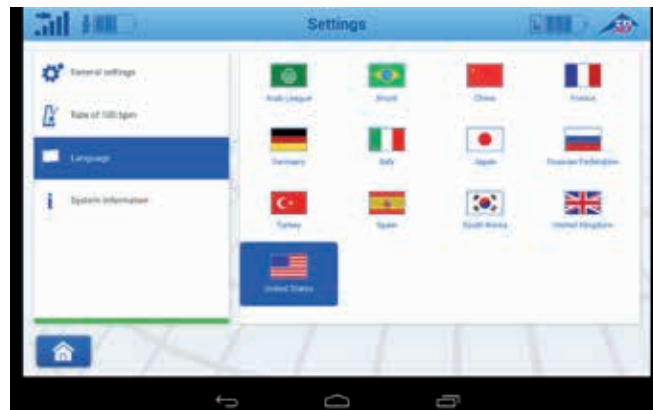 Settings
General settings
Rate of 100 bpm
Language
System information
Arab League
Brazil
China
France
Germany
Italy
Japan
Russian Federation
Turkey
Spain
South Korea
United Kingdom
United States